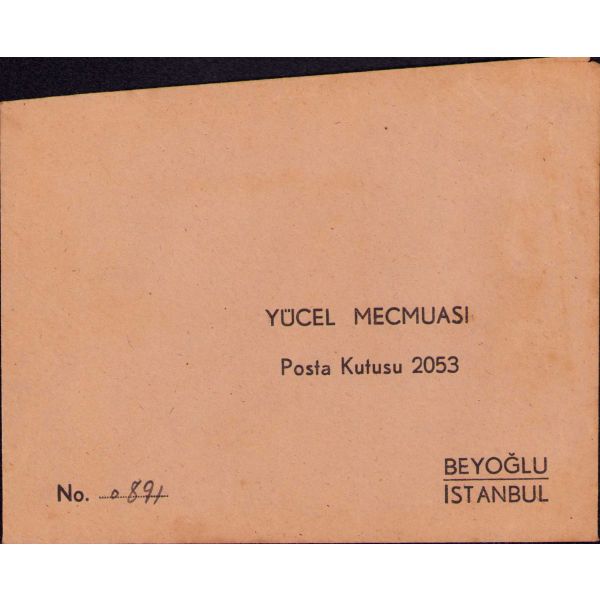 YÜCEL MECMUASI
Posta Kutusu 2053
BEYOĞLU
No. 0891 İSTANBUL